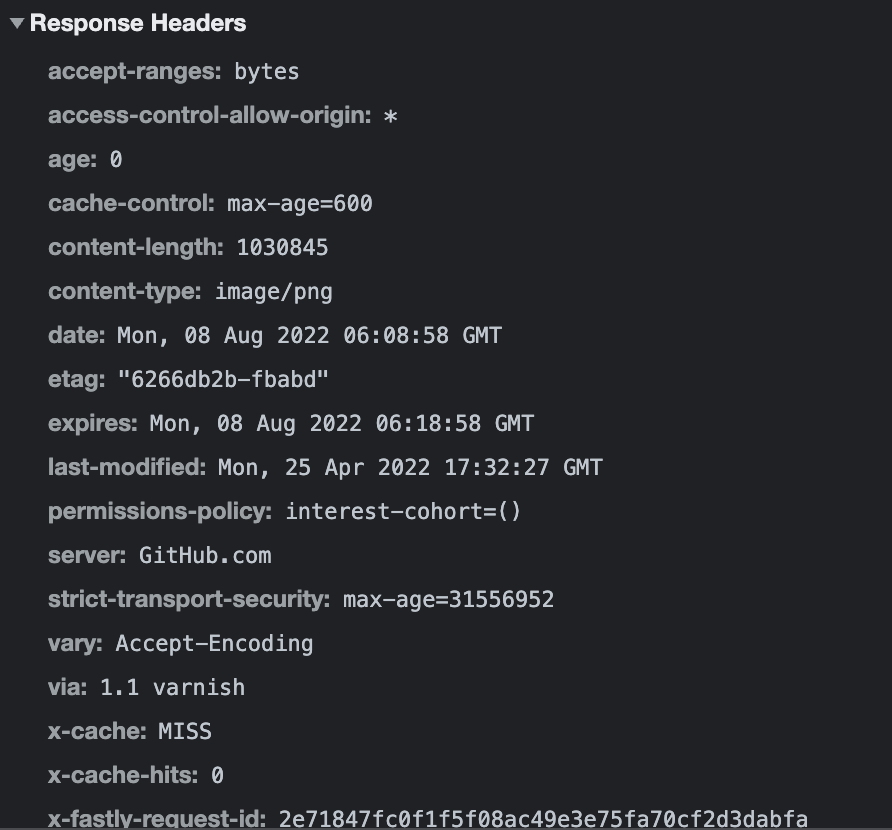 Response Headers
accept-ranges: bytes
access-control-allow-origin: *
age: 0
cache-control: max-age=600
content-length: 1030845
content-type: image/png
date: Mon, 08 Aug 2022 06:08:58 GMT
etag: "6266db2b-fbabd"
expires: Mon, 08 Aug 2022 06:18:58 GMT
last-modified: Mon, 25 Apr 2022 17:32:27 GMT
permissions-policy: interest-cohort=()
server: GitHub.com
strict-transport-security: max-age=31556952
vary: Accept-Encoding
via: 1.1 varnish
x-cache: MISS
x-cache-hits: 0
x-fastly-request-id: 2e71847fc0f1f5f08ac49e3e75fa70cf2d3dabfa